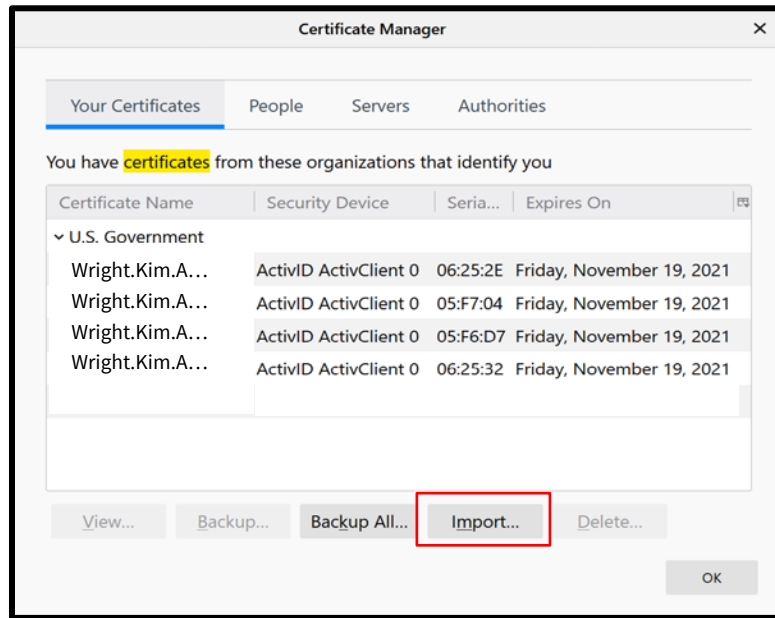 Certificate Manager
Your Certificates People Servers Authorities
You have certificates from these organizations that identify you
Certificate Name Security Device Seria... Expires On
U.S. Government
Wright.Kim.A... ActivID ActivClient 0 06:25:2E Friday, November 19, 2021
Wright.Kim.A... ActivID ActivClient 0 05:F7:04 Friday, November 19, 2021
Wright.Kim.A... ActivID ActivClient 0 05:F6:D7 Friday, November 19, 2021
Wright.Kim.A... ActivID ActivClient 0 06:25:32 Friday, November 19, 2021
View... Backup... Backup All... Import... Delete...
OK